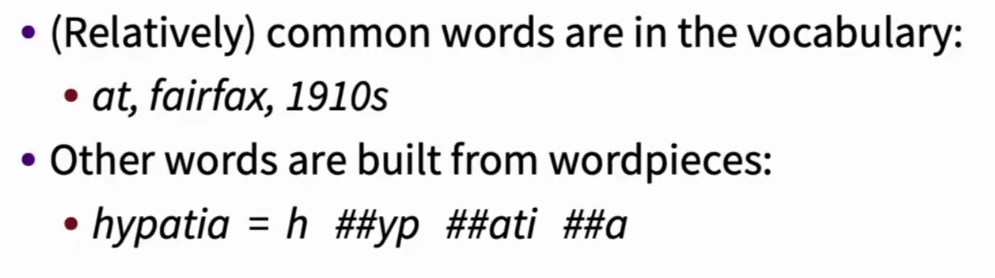 • (Relatively) common words are in the vocabulary:
• at, fairfax, 1910s
• Other words are built from wordpieces:
• hypatia = h ##yp ##ati ##a